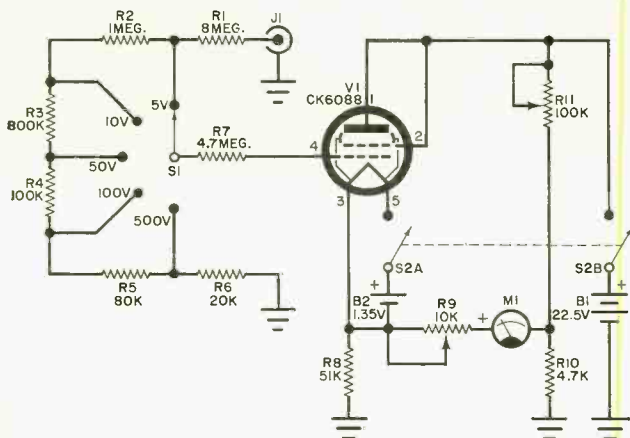 R2
1MEG.
R1
8MEG.
J1
R3
800K
10V
5V
50V
S1
R7
4.7MEG.
R4
100K
100V
500V
R5
80K
R6
20K
V1
CK6088
1
2
4
3
5
R11
100K
S2A
S2B
+
B2
1.35V
R9
10K
+
M1
+
B1
22.5V
R8
51K
R10
4.7K